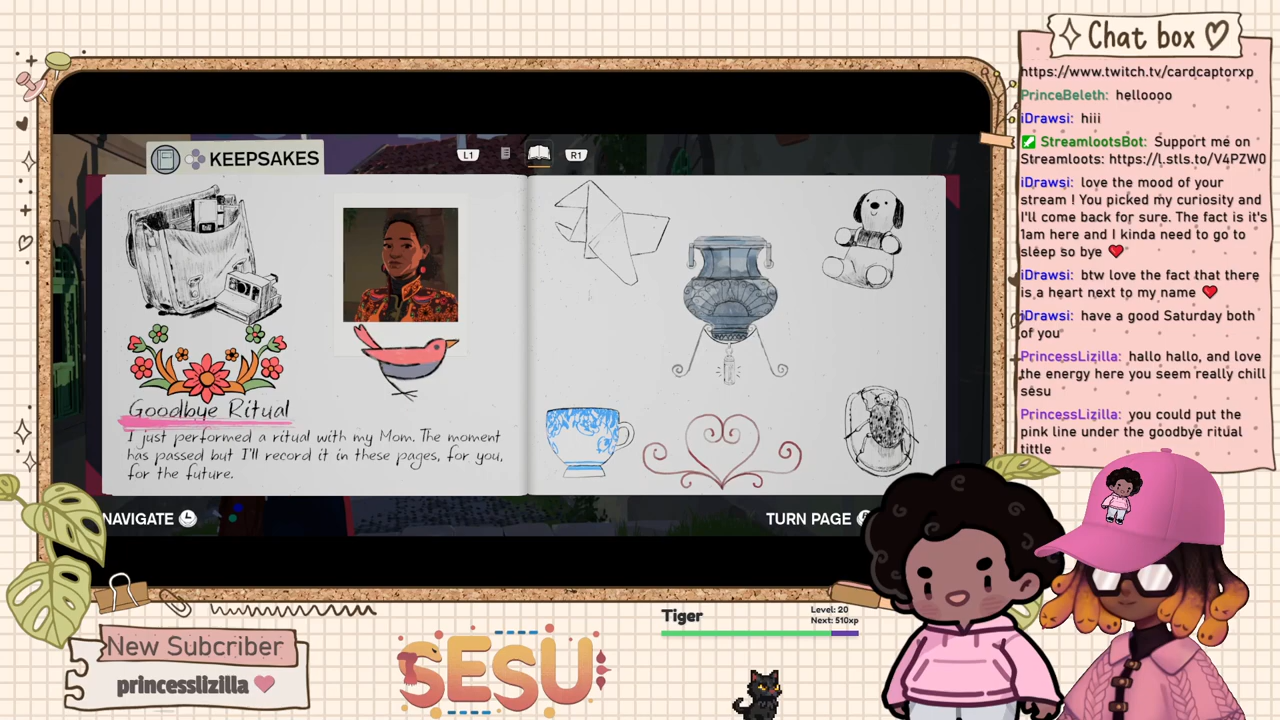 Chat box
https://www.twitch.tv/cardcaptorxp
PrinceBeleth: helloooo
iDrawsi: hiii
StreamlootsBot: Support me on
Streamloots: https://l.stls.to/V4PZW0
iDrawsi: love the mood of your
stream ! You picked my curiosity and
I'll come back for sure. The fact is it's
1am here and I kinda need to go to
sleep so bye
iDrawsi: btw love the fact that there
is a heart next to my name
iDrawsi: have a good Saturday both
of you
PrincessLizilla: hallo hallo, and love
the energy here you seem really chill
sesu
PrincessLizilla: you could put the
pink line under the goodbye ritual
tittle
KEEPSAKES
L1
R1
Goodbye Ritual
I just performed a ritual with my Mom. The moment
has passed but I'll record it in these pages, for you,
for the future.
NAVIGATE
TURN PAGE
New Subcriber
princesslizilla
SESU
Tiger
Level: 20
Next: 510xp